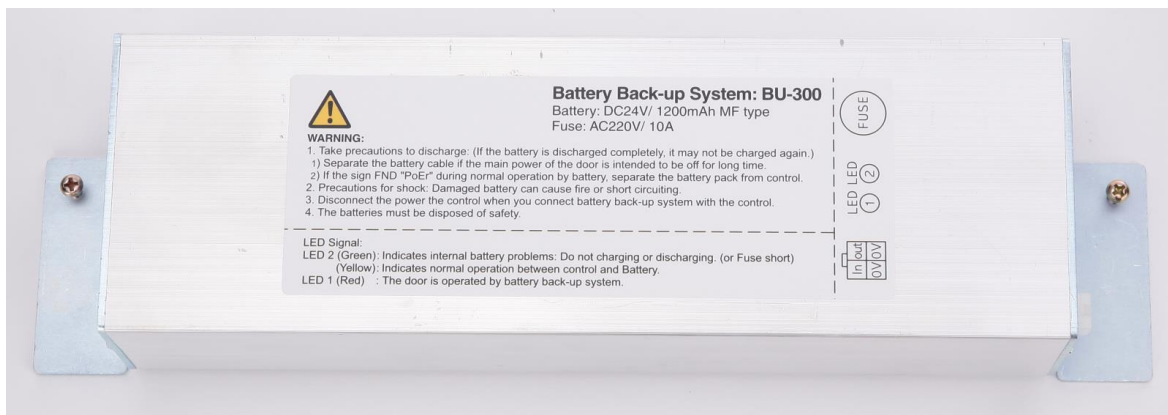 Battery Back-up System: BU-300
Battery: DC24V/ 1200mAh MF type
Fuse: AC220V/ 10A
WARNING:
1. Take precautions to discharge: (If the battery is discharged completely, it may not be charged again.)
1) Separate the battery cable if the main power of the door is intended to be off for long time.
2) If the sign FND "PoEr" during normal operation by battery, separate the battery pack from control.
2. Precautions for shock: Damaged battery can cause fire or short circuiting.
3. Disconnect the power the control when you connect battery back-up system with the control.
4. The batteries must be disposed of safety.
LED Signal:
LED 2 (Green): Indicates internal battery problems: Do not charging or discharging. (or Fuse short)
(Yellow): Indicates normal operation between control and Battery.
LED 1 (Red) : The door is operated by battery back-up system.
FUSE
LED LED
1 2
In out
0V 0V